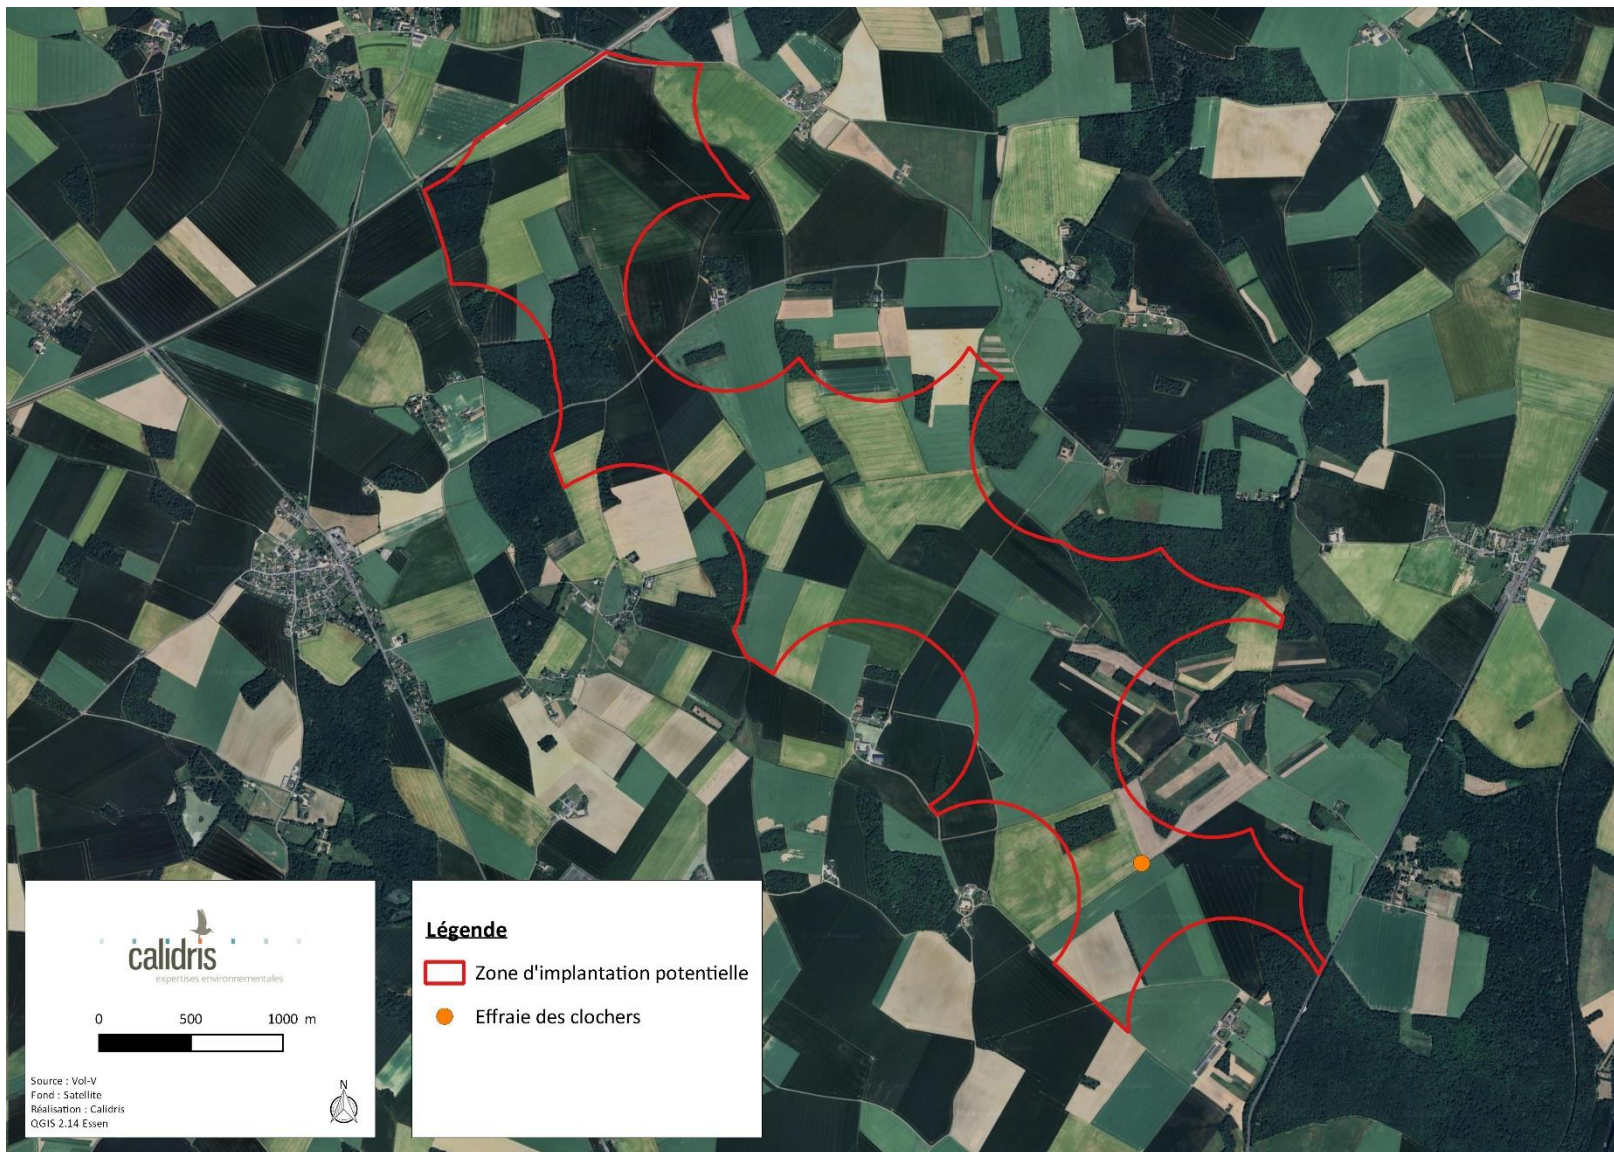 calidris
expertises environnementales
0 500 1000 m
Source : Vol-V
Fond : Satellite
Réalisation : Calidris
QGIS 2.14 Essen
N
Légende
Zone d'implantation potentielle
Effraie des clochers